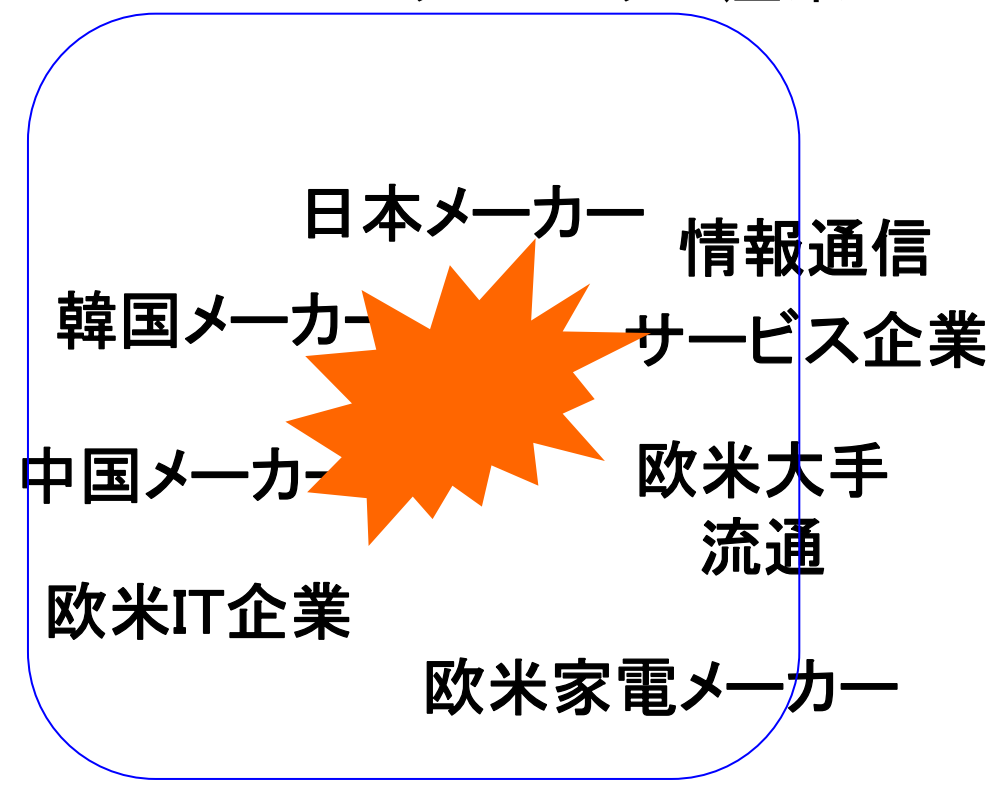 日本メーカー
情報通信
韓国メーカー
サービス企業
中国メーカー
欧米大手
流通
欧米IT企業
欧米家電メーカー